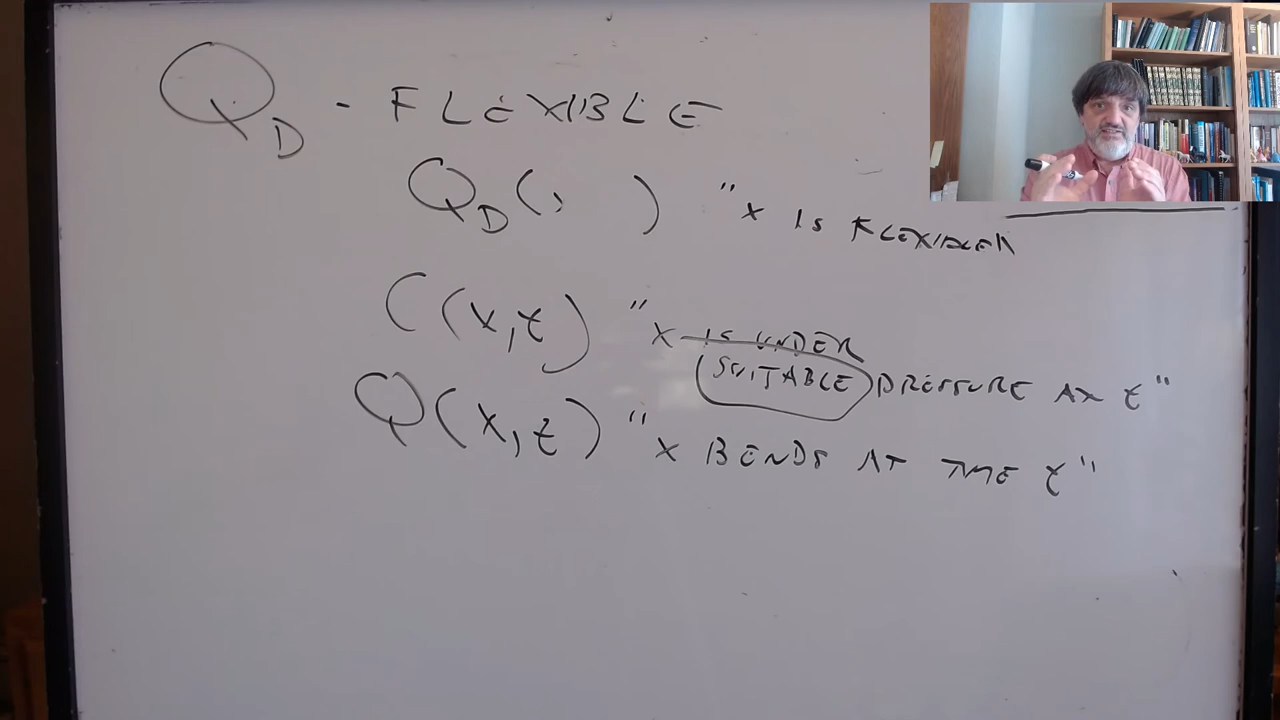 Q_D - FLEXIBLE
Q_D(, ) "x IS FLEXIBLE"
C(x,t) "x IS UNDER
SUITABLE PRESSURE AT t"
Q(x,t) "x BENDS AT TIME t"